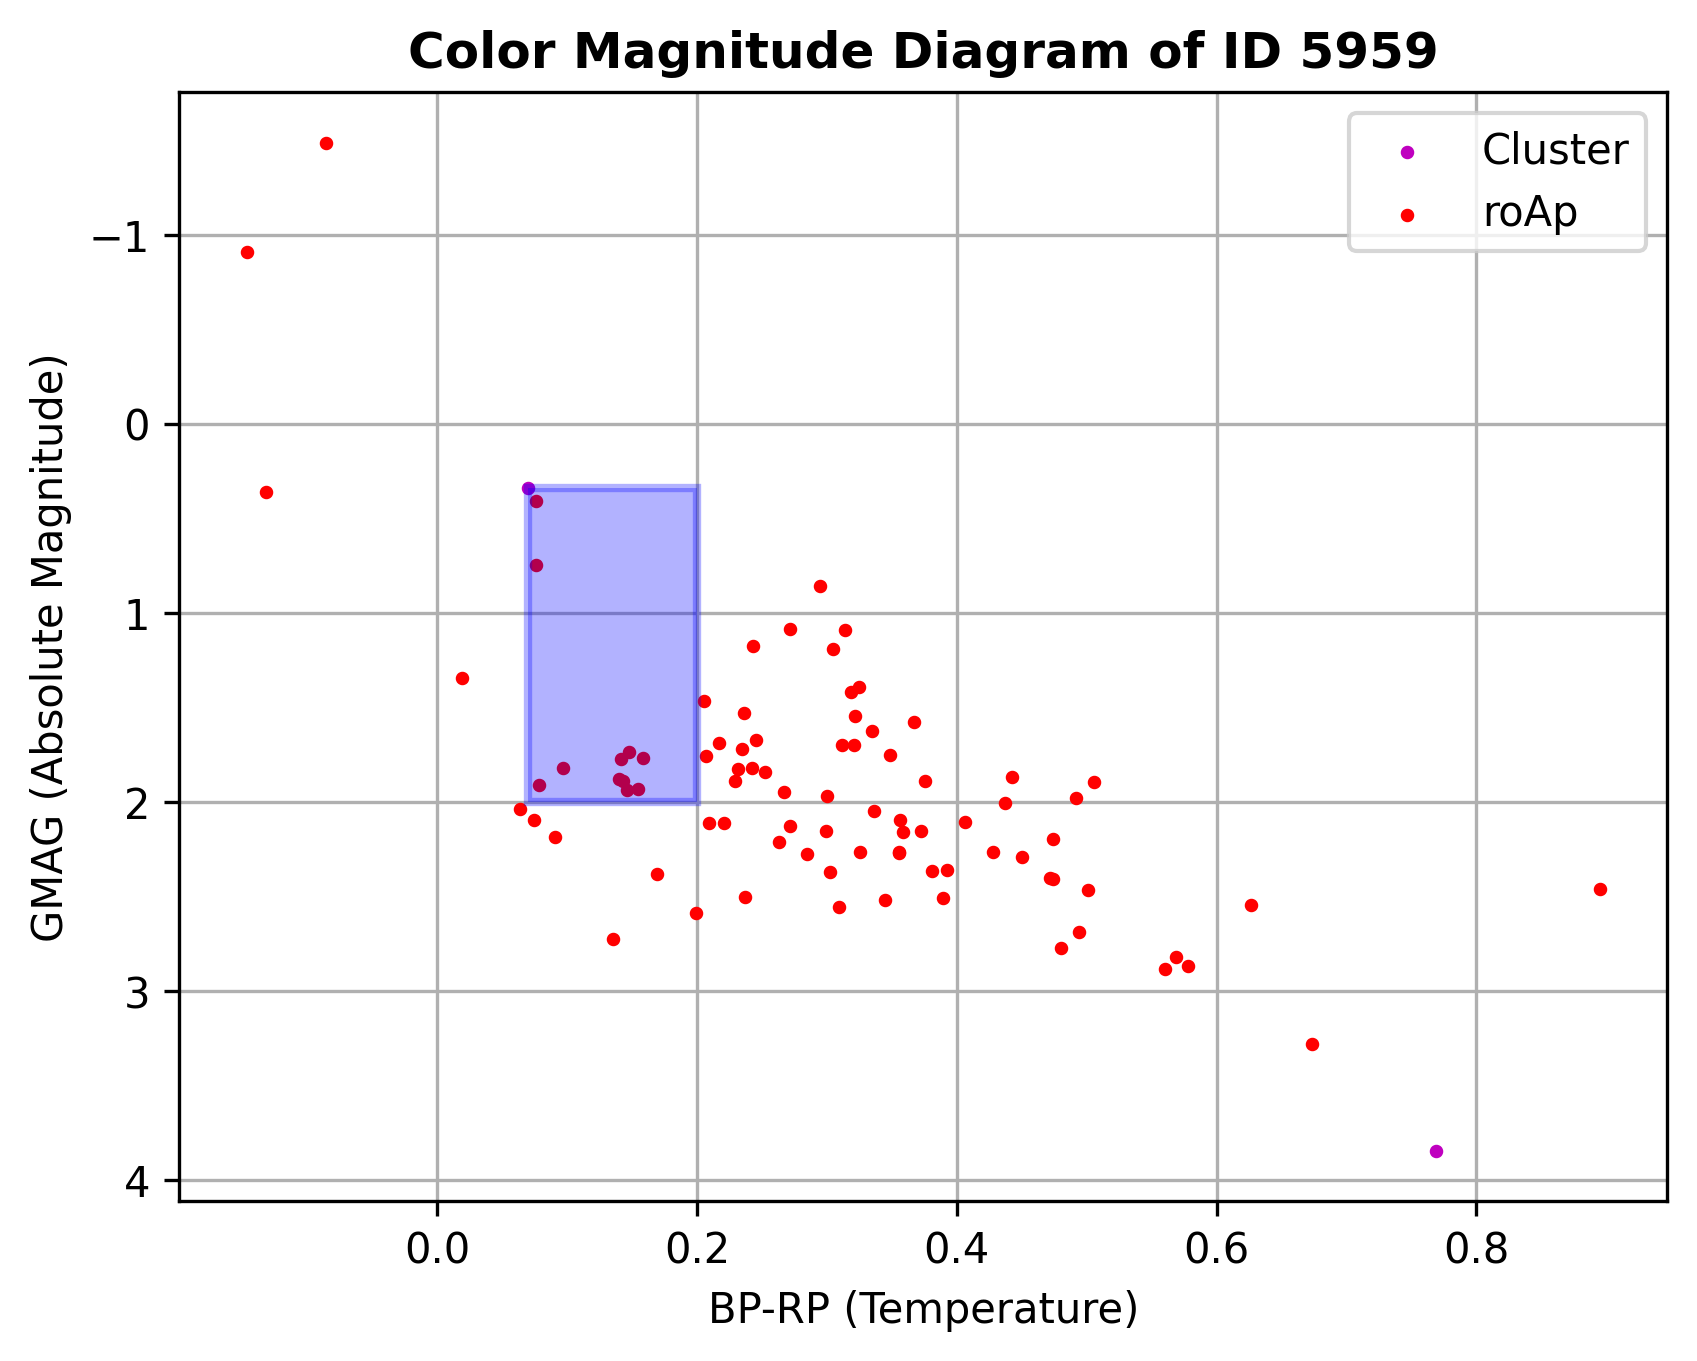 Color Magnitude Diagram of ID 5959
Cluster
roAp
−1
0
1
2
3
4
GMAG (Absolute Magnitude)
0.0 0.2 0.4 0.6 0.8
BP-RP (Temperature)